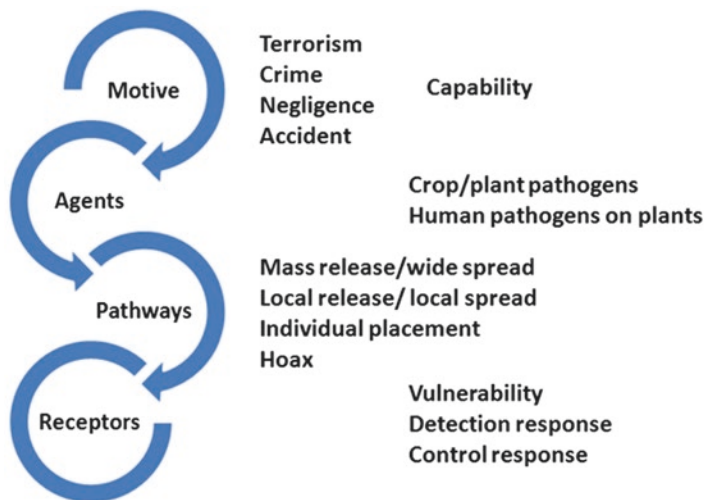 Motive
Terrorism
Crime
Negligence
Accident
Capability
Agents
Crop/plant pathogens
Human pathogens on plants
Pathways
Mass release/wide spread
Local release/ local spread
Individual placement
Hoax
Receptors
Vulnerability
Detection response
Control response